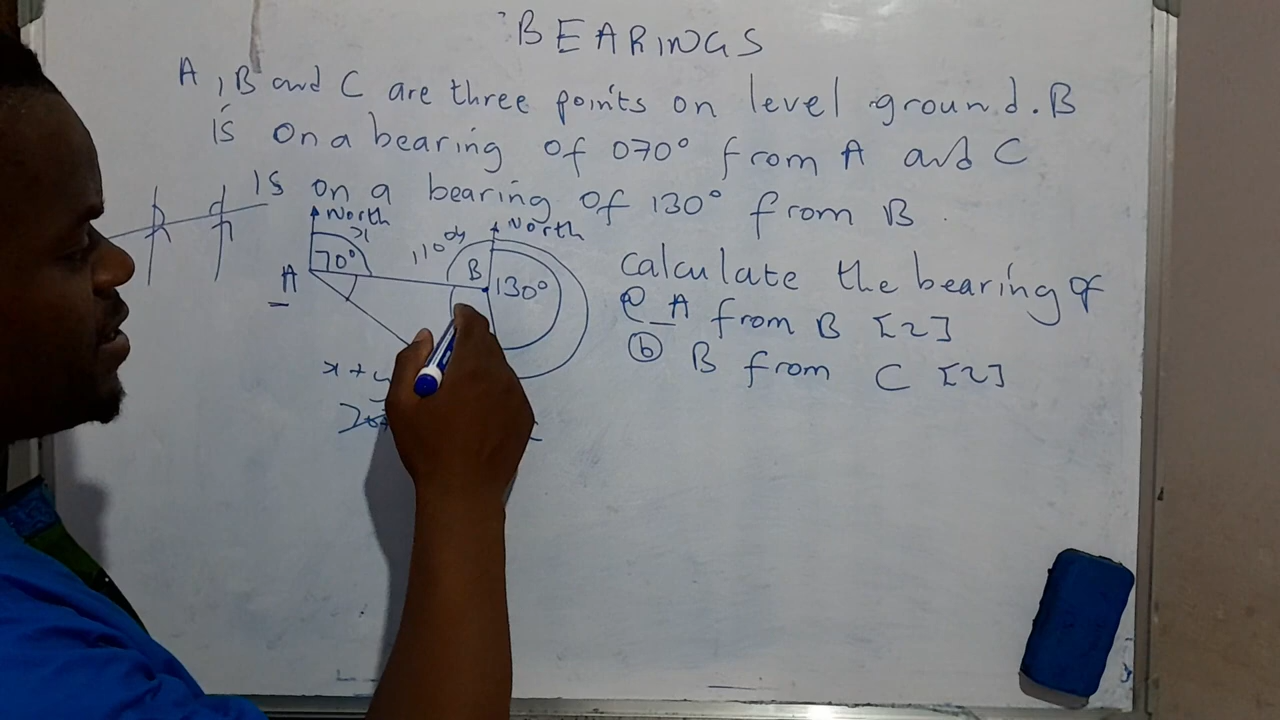 BEARINGS
A, B and C are three points on level ground. B
is on a bearing of 070° from A and C
is on a bearing of 130° from B.
North
x
110° y
North
70°
A
B
130°
Calculate the bearing of
A from B [2]
(b) B from C [2]
x +